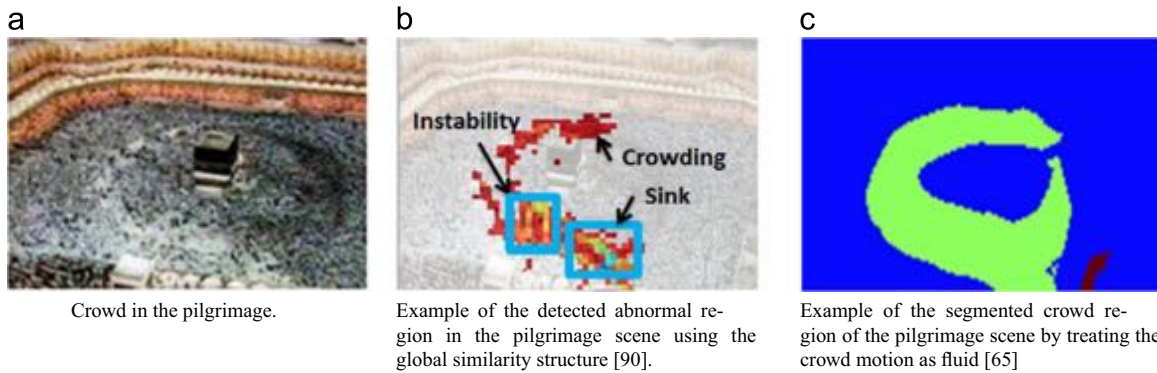 a
b
c
Instability
Crowding
Sink
Crowd in the pilgrimage.
Example of the detected abnormal re-
gion in the pilgrimage scene using the
global similarity structure [90].
Example of the segmented crowd re-
gion of the pilgrimage scene by treating the
crowd motion as fluid [65]